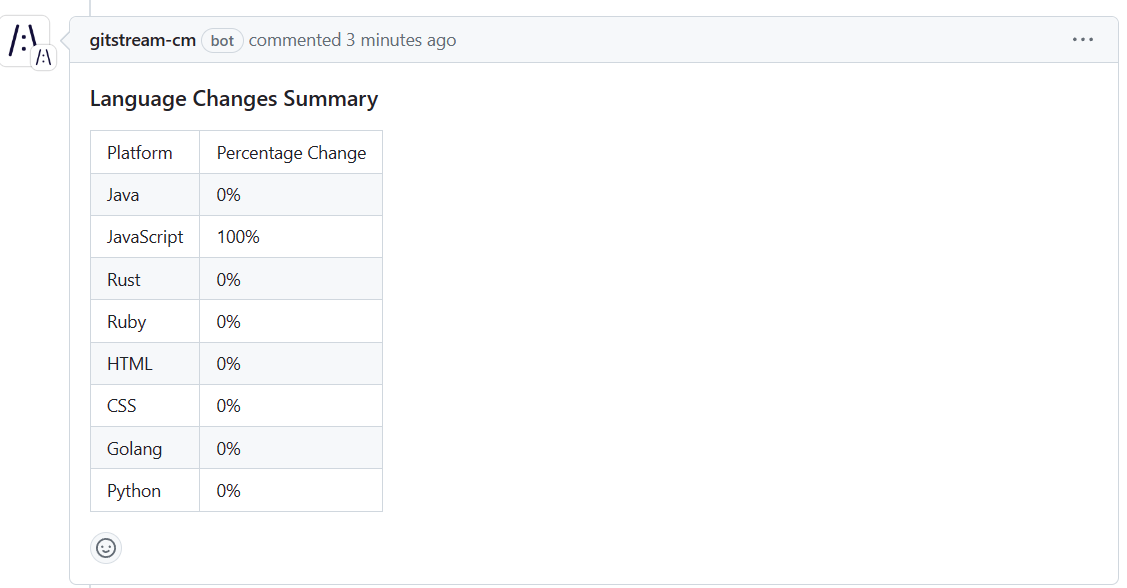 gitstream-cm bot commented 3 minutes ago
Language Changes Summary
Platform Percentage Change
Java 0%
JavaScript 100%
Rust 0%
Ruby 0%
HTML 0%
CSS 0%
Golang 0%
Python 0%